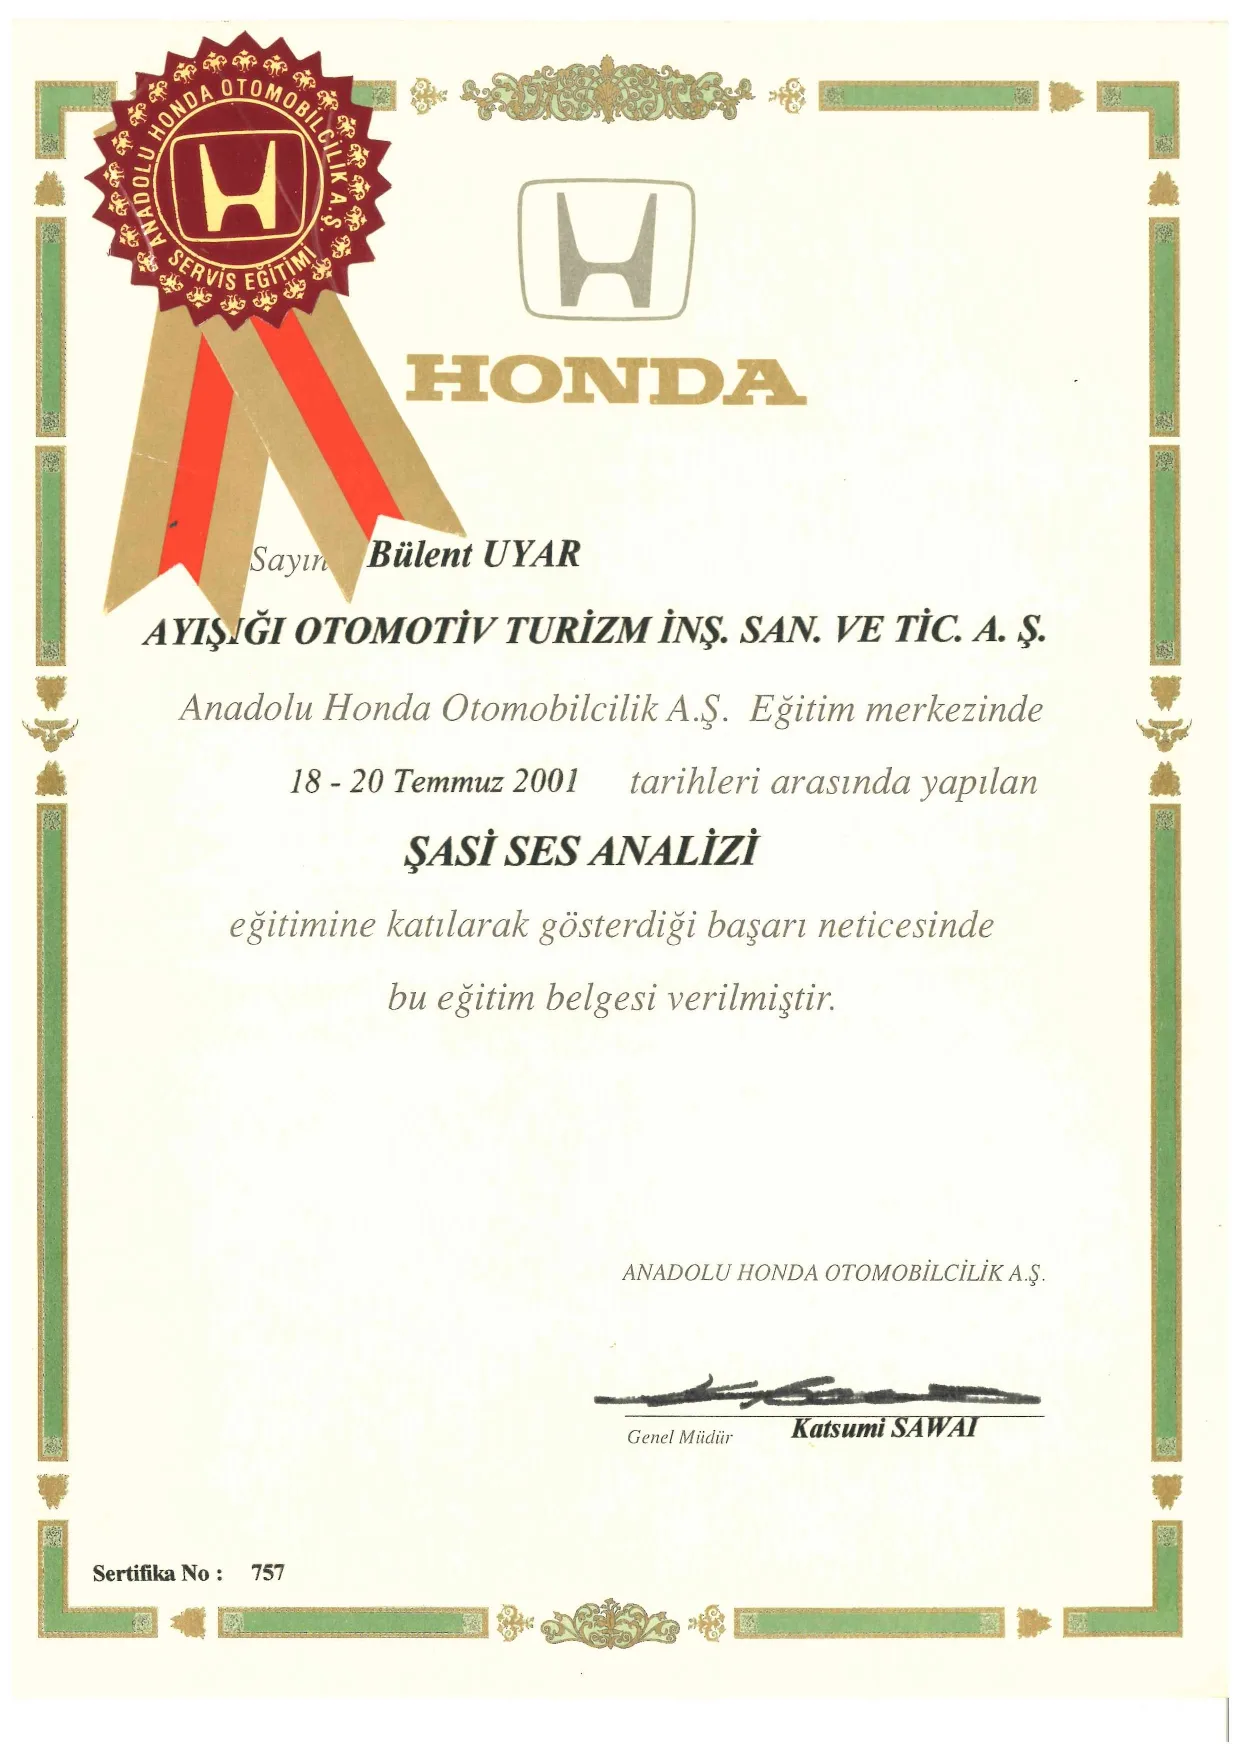 ANADOLU HONDA OTOMOBİLCİLİK A.Ş.
SERVİS EĞİTİMİ
HONDA
Sayın Bülent UYAR
AYIŞIĞI OTOMOTİV TURİZM İNŞ. SAN. VE TİC. A. Ş.
Anadolu Honda Otomobilcilik A.Ş. Eğitim merkezinde
18 - 20 Temmuz 2001 tarihleri arasında yapılan
ŞASİ SES ANALİZİ
eğitimine katılarak gösterdiği başarı neticesinde
bu eğitim belgesi verilmiştir.
ANADOLU HONDA OTOMOBİLCİLİK A.Ş.
Genel Müdür Katsumi SAWAI
Sertifika No : 757